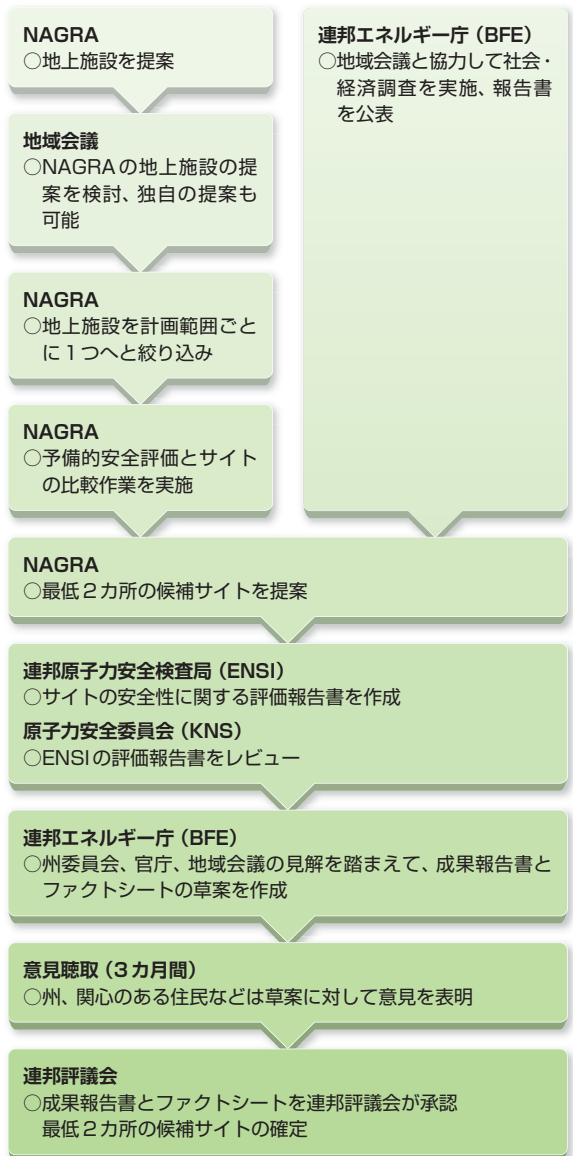 NAGRA
○地上施設を提案
地域会議
○NAGRAの地上施設の提
案を検討、独自の提案も
可能
NAGRA
○地上施設を計画範囲ごと
に1つへと絞り込み
NAGRA
○予備的安全評価とサイト
の比較作業を実施
連邦エネルギー庁（BFE）
○地域会議と協力して社会・
経済調査を実施、報告書
を公表
NAGRA
○最低2カ所の候補サイトを提案
連邦原子力安全検査局（ENSI）
○サイトの安全性に関する評価報告書を作成
原子力安全委員会（KNS）
○ENSIの評価報告書をレビュー
連邦エネルギー庁（BFE）
○州委員会、官庁、地域会議の見解を踏まえて、成果報告書と
ファクトシートの草案を作成
意見聴取（3カ月間）
○州、関心のある住民などは草案に対して意見を表明
連邦評議会
○成果報告書とファクトシートを連邦評議会が承認
最低2カ所の候補サイトの確定